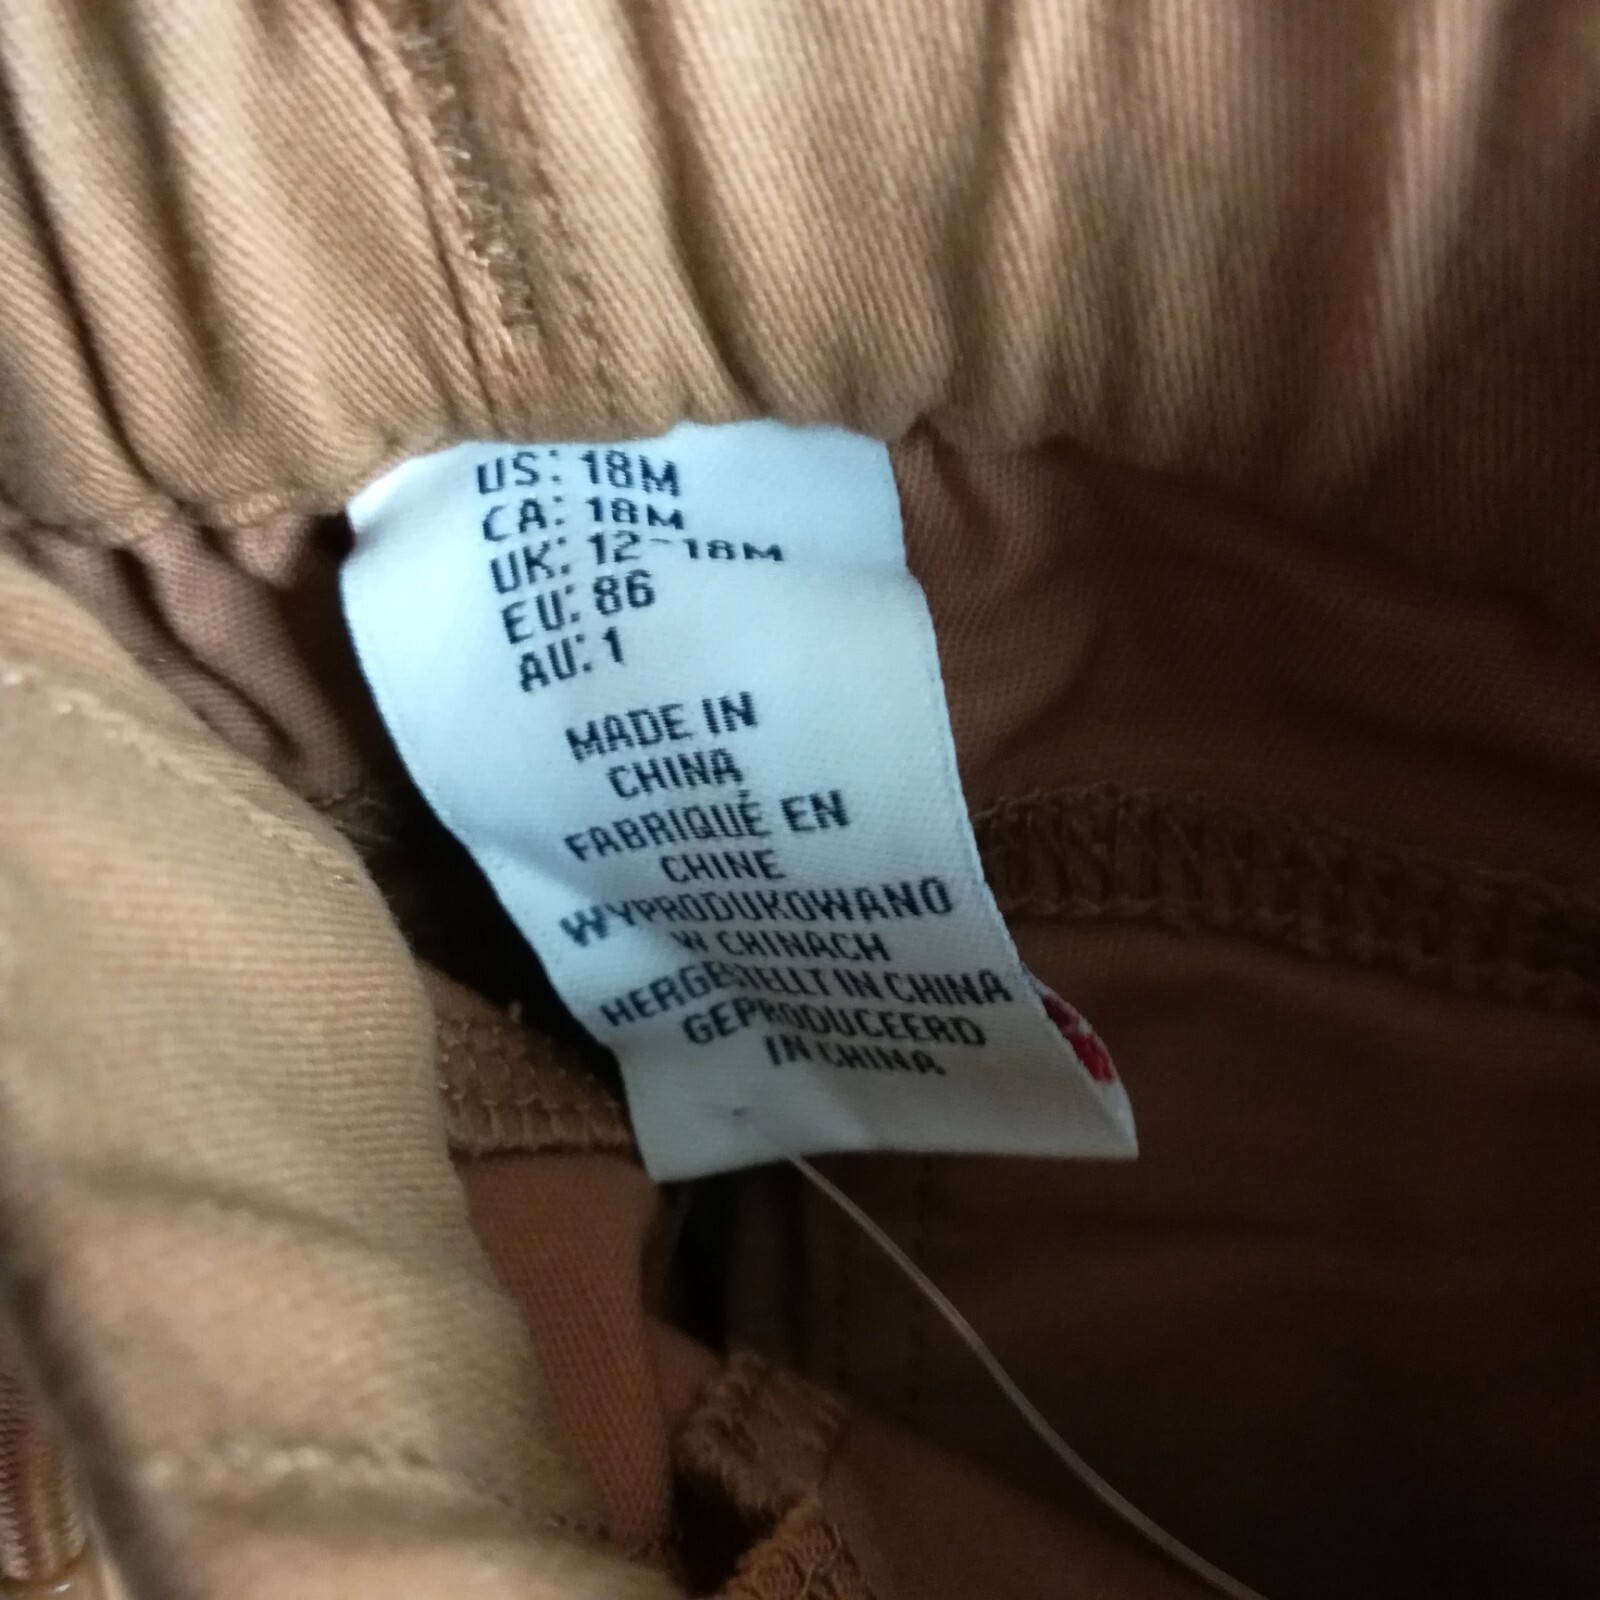 US: 18M
CA: 18M
UK: 12-18M
EU: 86
AU: 1
MADE IN
CHINA
FABRIQUÉ EN
CHINE
WYPRODUKOWANO
W CHINACH
HERGESTELLT IN CHINA
GEPRODUCEERD
IN CHINA